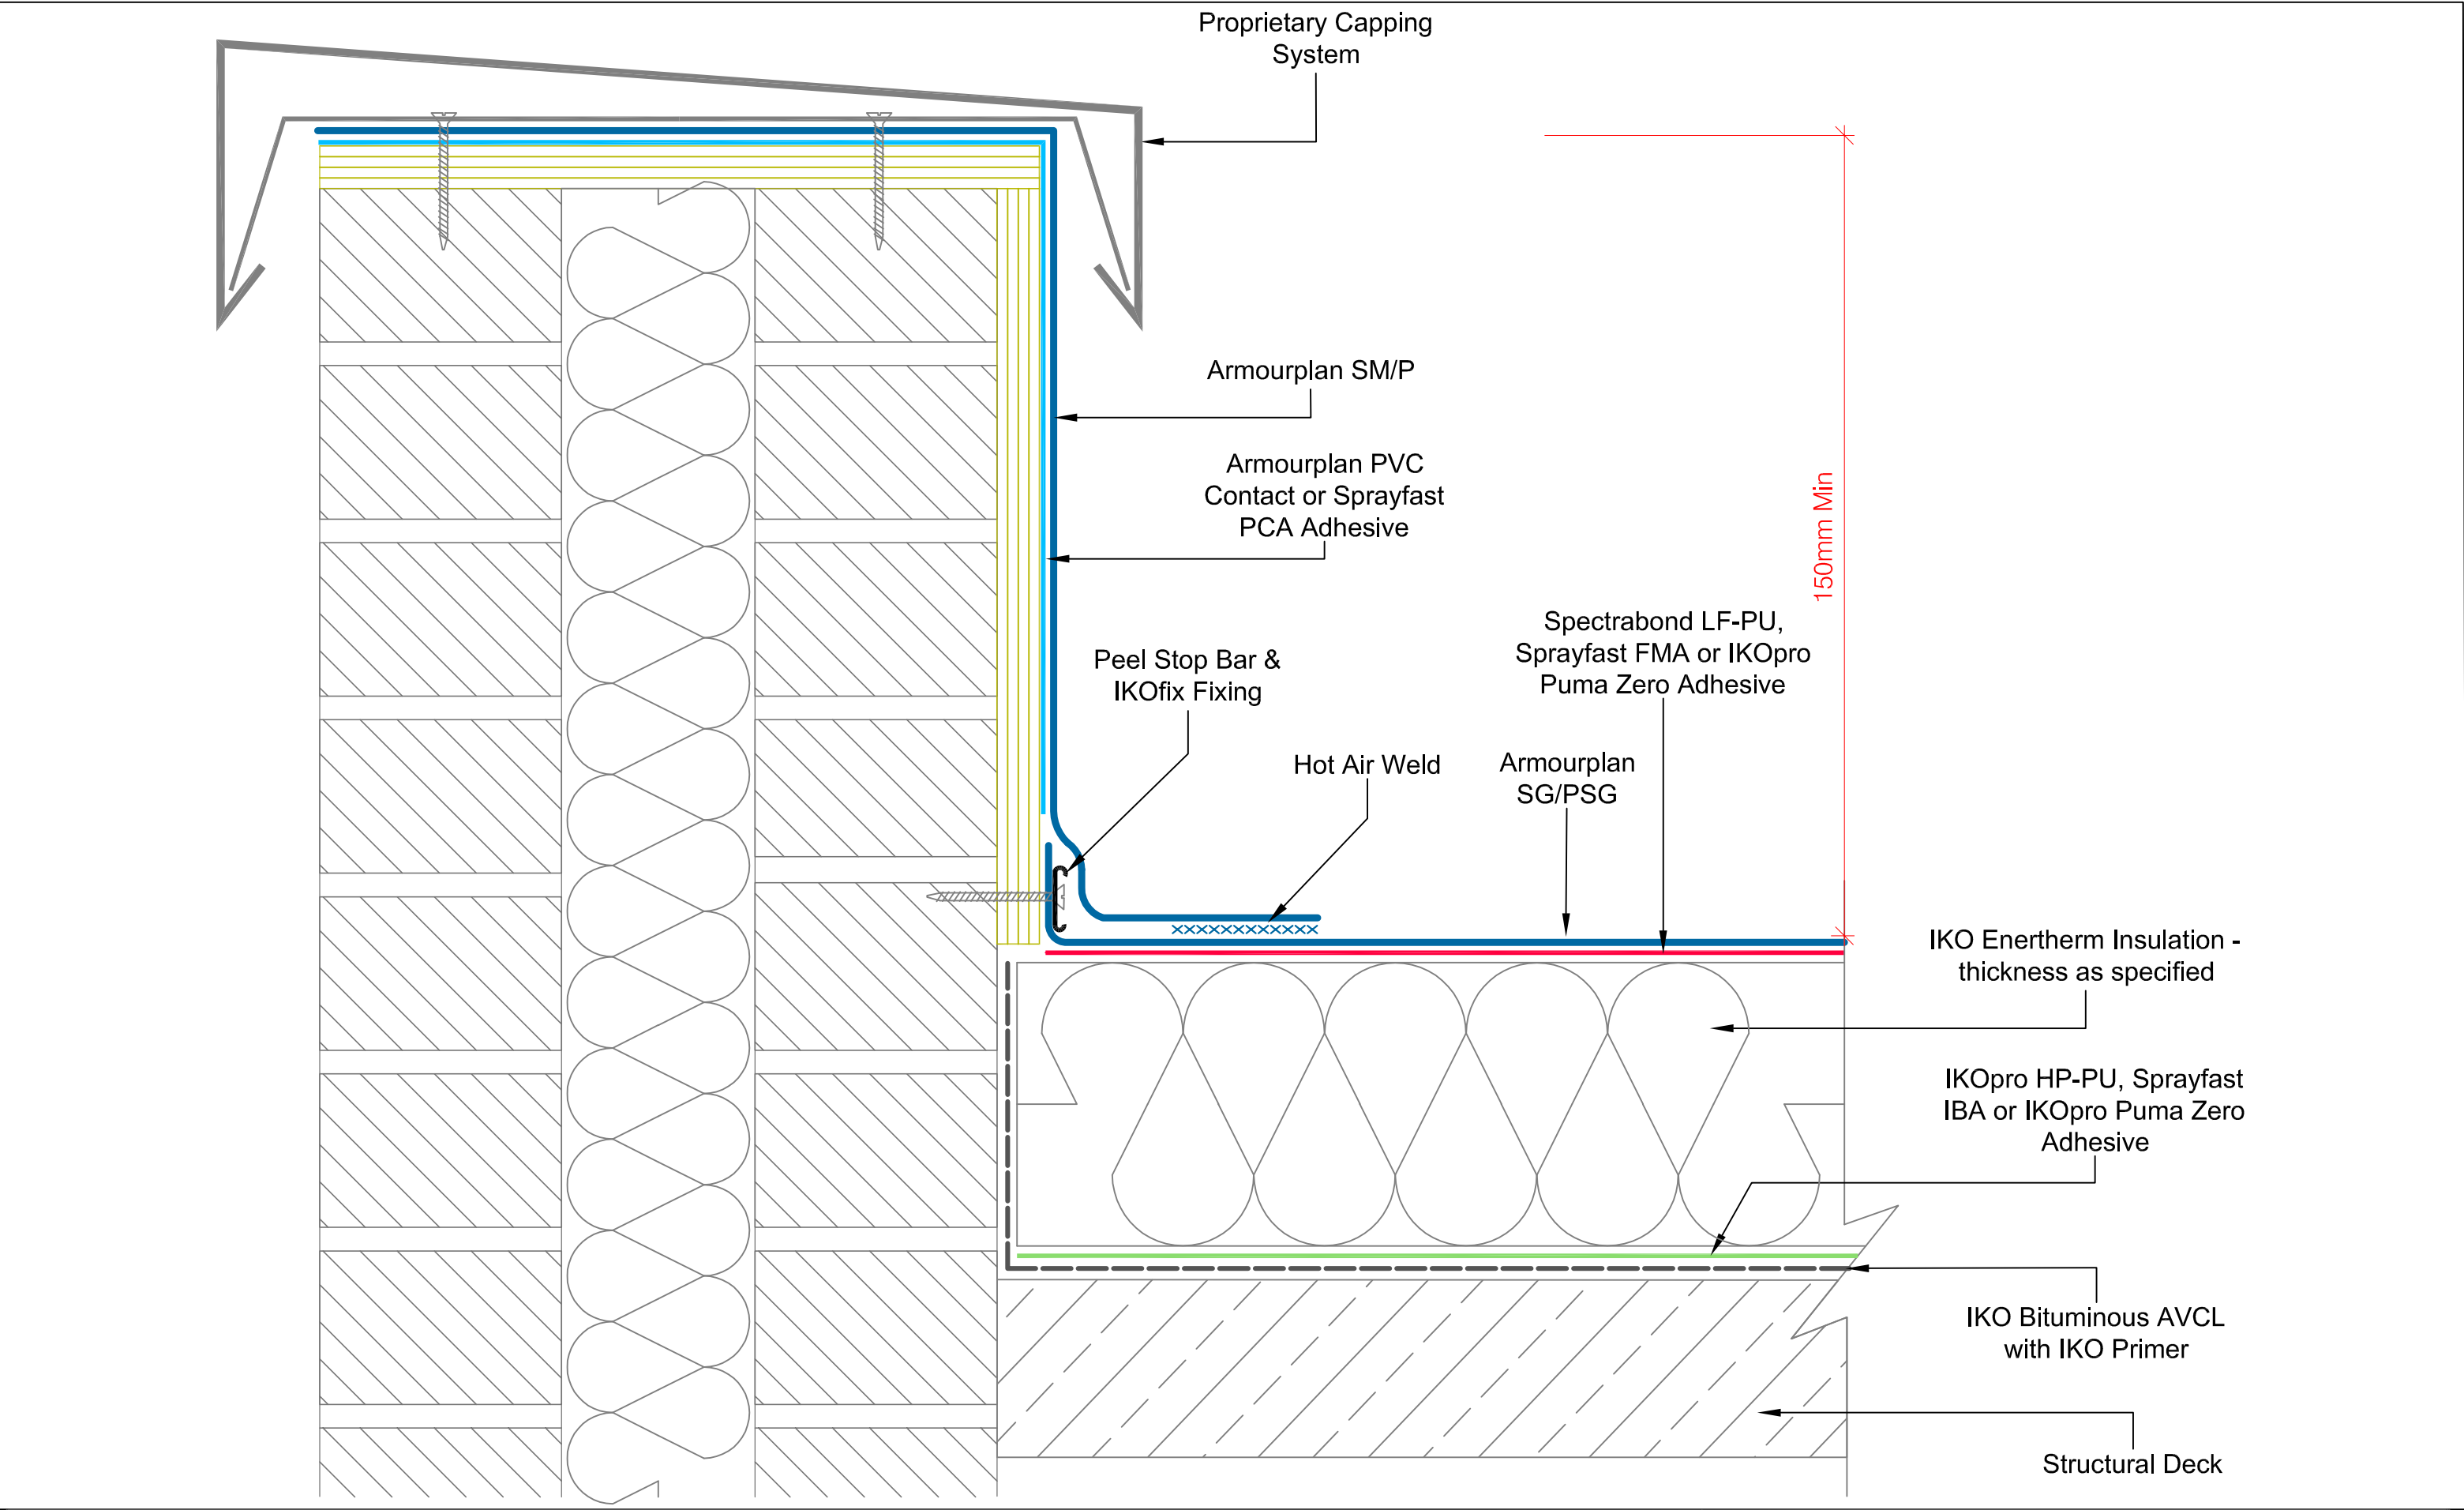 Proprietary Capping
System
Armourplan SM/P
Armourplan PVC
Contact or Sprayfast
PCA Adhesive
150mm Min
Spectrabond LF-PU,
Sprayfast FMA or IKOpro
Puma Zero Adhesive
Peel Stop Bar &
IKOfix Fixing
Hot Air Weld
Armourplan
SG/PSG
IKO Enertherm Insulation -
thickness as specified
IKOpro HP-PU, Sprayfast
IBA or IKOpro Puma Zero
Adhesive
IKO Bituminous AVCL
with IKO Primer
Structural Deck